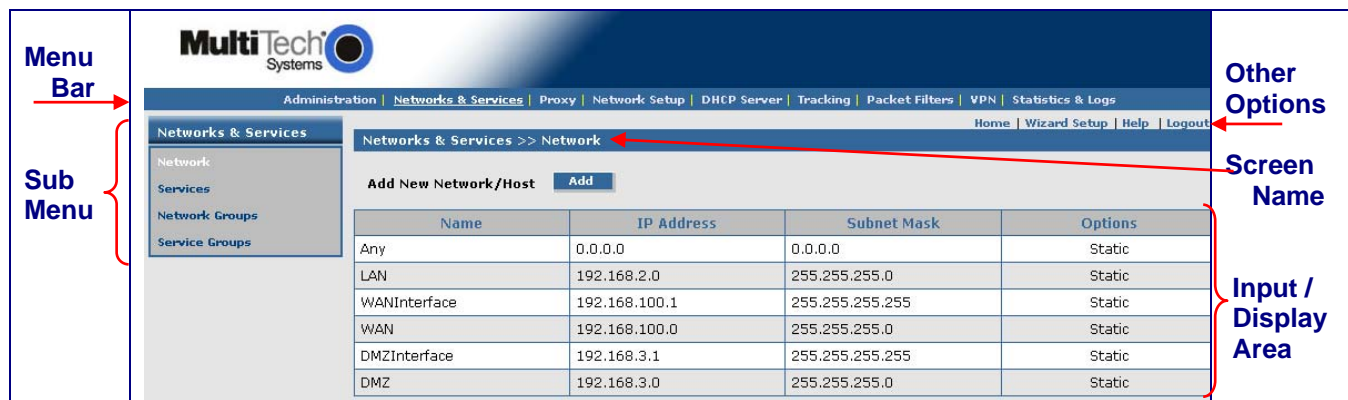 MultiTech
Systems
Menu
Bar
Administration | Networks & Services | Proxy | Network Setup | DHCP Server | Tracking | Packet Filters | VPN | Statistics & Logs
Other
Options
Home | Wizard Setup | Help | Logout
Networks & Services
Network
Services
Network Groups
Service Groups
Sub
Menu
Networks & Services >> Network
Screen
Name
Add New Network/Host Add
Name IP Address Subnet Mask Options
Any 0.0.0.0 0.0.0.0 Static
LAN 192.168.2.0 255.255.255.0 Static
WANInterface 192.168.100.1 255.255.255.255 Static
WAN 192.168.100.0 255.255.255.0 Static
DMZInterface 192.168.3.1 255.255.255.255 Static
DMZ 192.168.3.0 255.255.255.0 Static
Input /
Display
Area